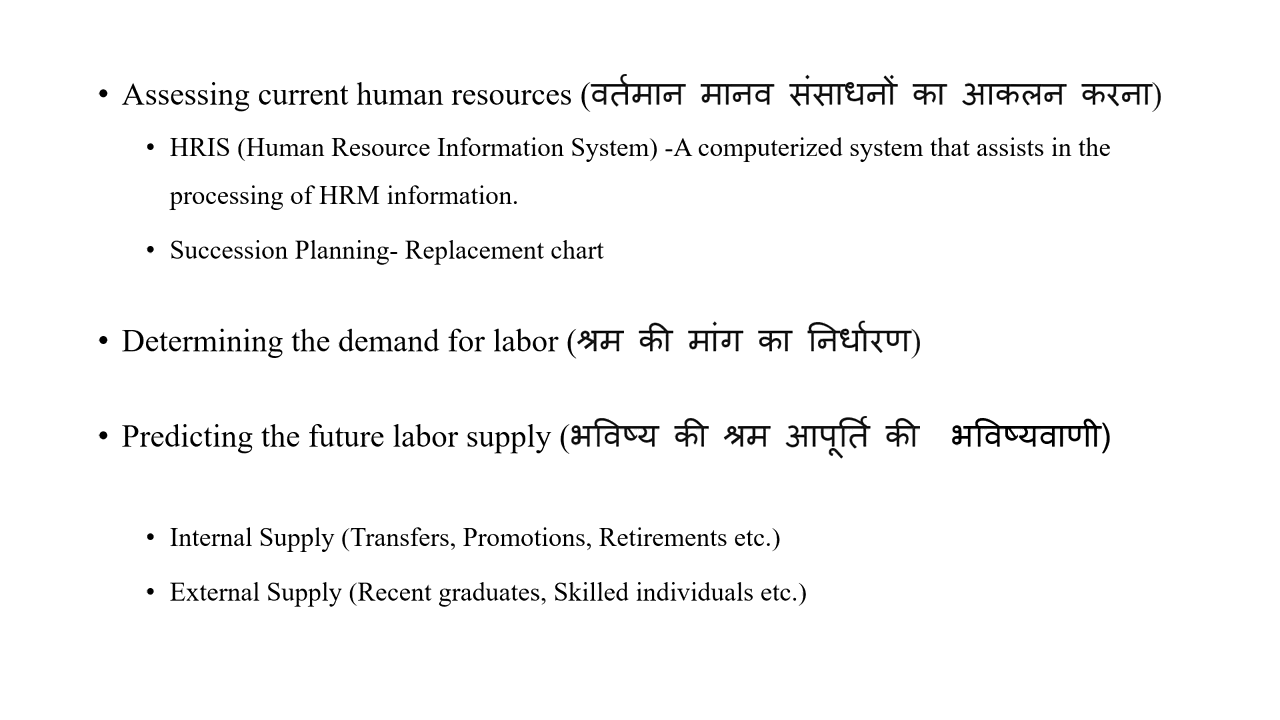 • Assessing current human resources (वर्तमान मानव संसाधनों का आकलन करना)
• HRIS (Human Resource Information System) -A computerized system that assists in the
processing of HRM information.
• Succession Planning- Replacement chart
• Determining the demand for labor (श्रम की मांग का निर्धारण)
• Predicting the future labor supply (भविष्य की श्रम आपूर्ति की भविष्यवाणी)
• Internal Supply (Transfers, Promotions, Retirements etc.)
• External Supply (Recent graduates, Skilled individuals etc.)